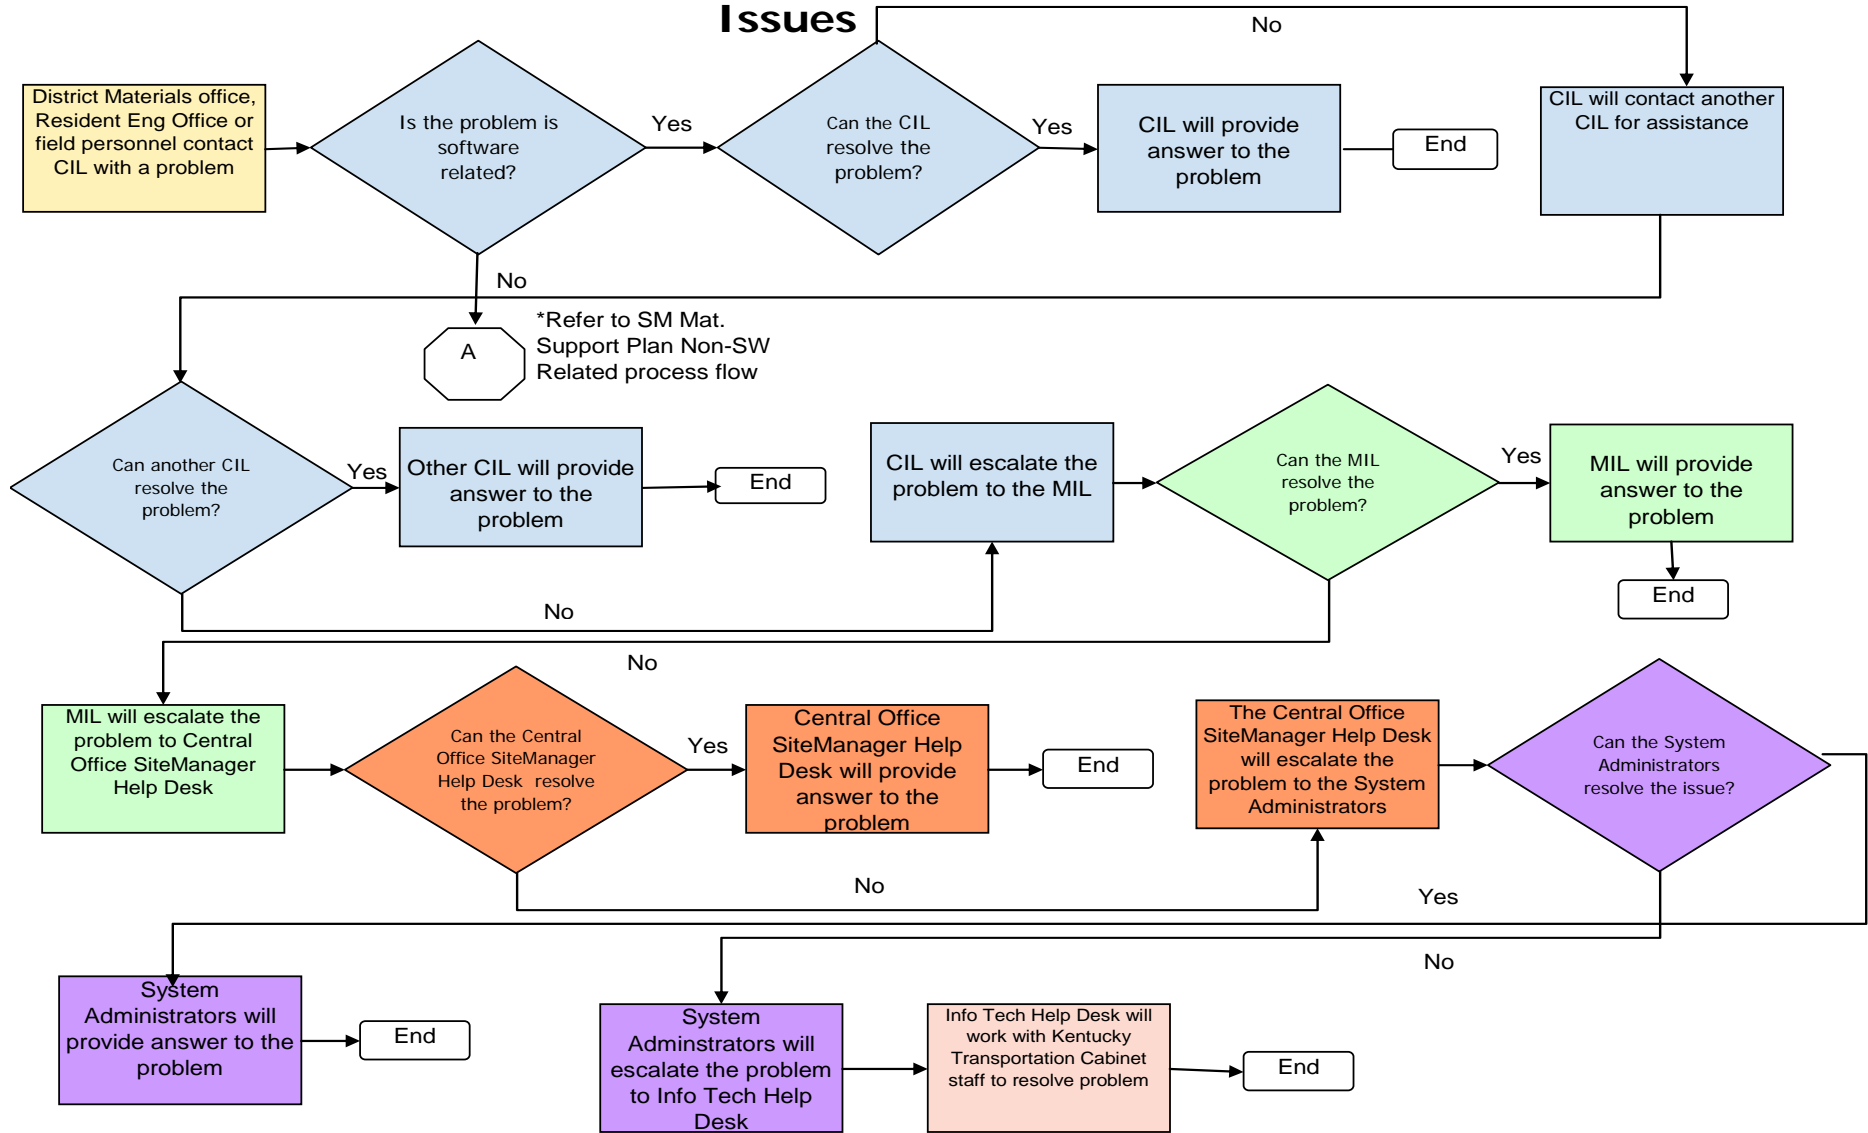 Issues
No
District Materials office,
Resident Eng Office or
field personnel contact
CIL with a problem
Is the problem is
software
related?
Yes
Can the CIL
resolve the
problem?
Yes
CIL will provide
answer to the
problem
End
CIL will contact another
CIL for assistance
No
A
*Refer to SM Mat.
Support Plan Non-SW
Related process flow
Can another CIL
resolve the
problem?
Yes
Other CIL will provide
answer to the
problem
End
No
CIL will escalate the
problem to the MIL
Can the MIL
resolve the
problem?
Yes
MIL will provide
answer to the
problem
End
No
MIL will escalate the
problem to Central
Office SiteManager
Help Desk
Can the Central
Office SiteManager
Help Desk  resolve
the problem?
Yes
Central Office
SiteManager Help
Desk will provide
answer to the
problem
End
No
The Central Office
SiteManager Help Desk
will escalate the
problem to the System
Administrators
Can the System
Administrators
resolve the issue?
Yes
No
System
Administrators will
provide answer to the
problem
End
System
Adminstrators will
escalate the problem
to Info Tech Help
Desk
Info Tech Help Desk will
work with Kentucky
Transportation Cabinet
staff to resolve problem
End